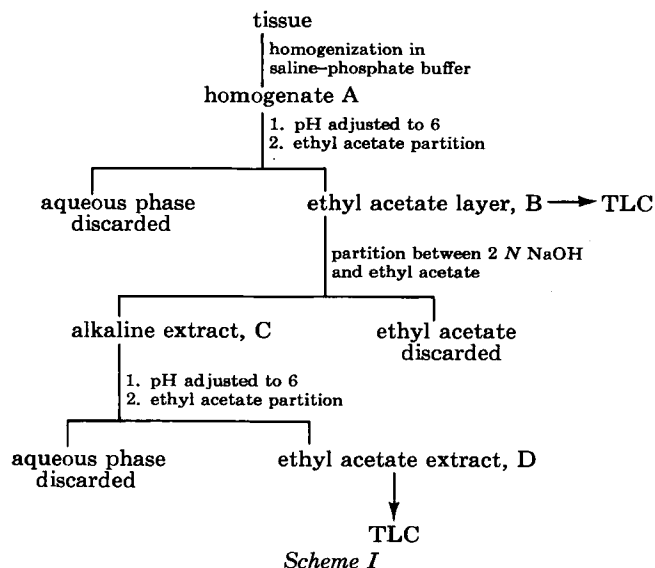 tissue
homogenization in
saline–phosphate buffer
homogenate A
1. pH adjusted to 6
2. ethyl acetate partition
aqueous phase
discarded
ethyl acetate layer, B
TLC
partition between 2 N NaOH
and ethyl acetate
alkaline extract, C
ethyl acetate
discarded
1. pH adjusted to 6
2. ethyl acetate partition
aqueous phase
discarded
ethyl acetate extract, D
TLC
Scheme I